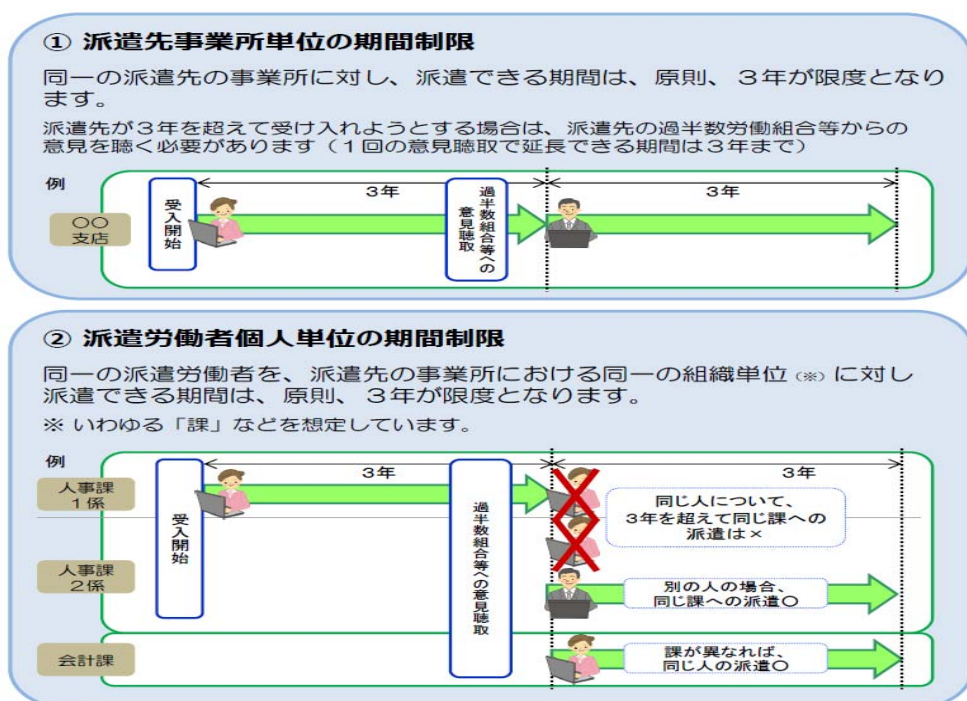 ① 派遣先事業所単位の期間制限
同一の派遣先の事業所に対し、派遣できる期間は、原則、３年が限度となり
ます。
派遣先が３年を超えて受け入れようとする場合は、派遣先の過半数労働組合等からの
意見を聴く必要があります（１回の意見聴取で延長できる期間は３年まで）
例
３年
３年
○○
支店
受入開始
過半数組合等への
意見聴取
② 派遣労働者個人単位の期間制限
同一の派遣労働者を、派遣先の事業所における同一の組織単位（※）に対し
派遣できる期間は、原則、３年が限度となります。
※ いわゆる「課」などを想定しています。
例
３年
３年
人事課
１係
受入開始
過半数組合等への意見聴取
同じ人について、
３年を超えて同じ課への
派遣は×
人事課
２係
別の人の場合、
同じ課への派遣○
会計課
課が異なれば、
同じ人の派遣○